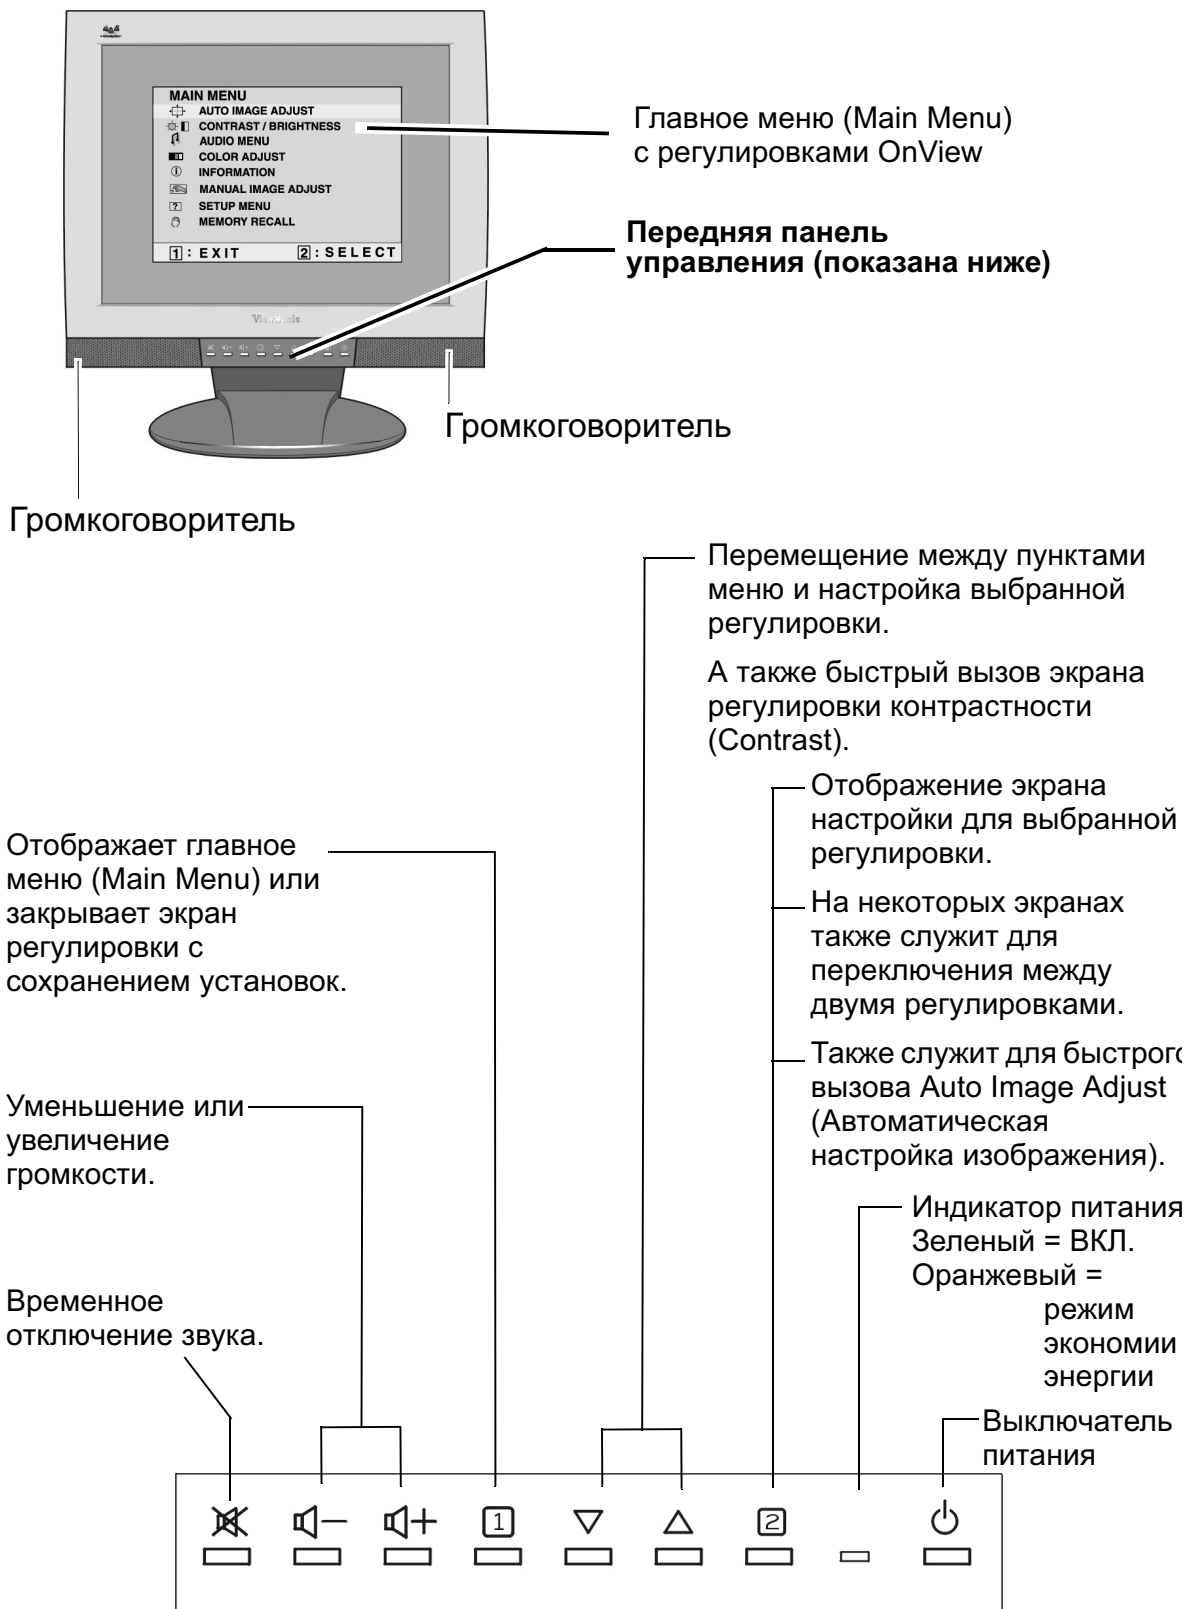 MAIN MENU
AUTO IMAGE ADJUST
CONTRAST / BRIGHTNESS
AUDIO MENU
COLOR ADJUST
INFORMATION
MANUAL IMAGE ADJUST
SETUP MENU
MEMORY RECALL
1 : EXIT 2 : SELECT
ViewSonic
Главное меню (Main Menu)
с регулировками OnView
Передняя панель
управления (показана ниже)
Громкоговоритель
Громкоговоритель
Перемещение между пунктами
меню и настройка выбранной
регулировки.
А также быстрый вызов экрана
регулировки контрастности
(Contrast).
Отображение экрана
настройки для выбранной
регулировки.
На некоторых экранах
также служит для
переключения между
двумя регулировками.
Также служит для быстрого
вызова Auto Image Adjust
(Автоматическая
настройка изображения).
Отображает главное
меню (Main Menu) или
закрывает экран
регулировки с
сохранением установок.
Уменьшение или
увеличение
громкости.
Временное
отключение звука.
Индикатор питания
Зеленый = ВКЛ.
Оранжевый =
режим
экономии
энергии
Выключатель
питания
1 2